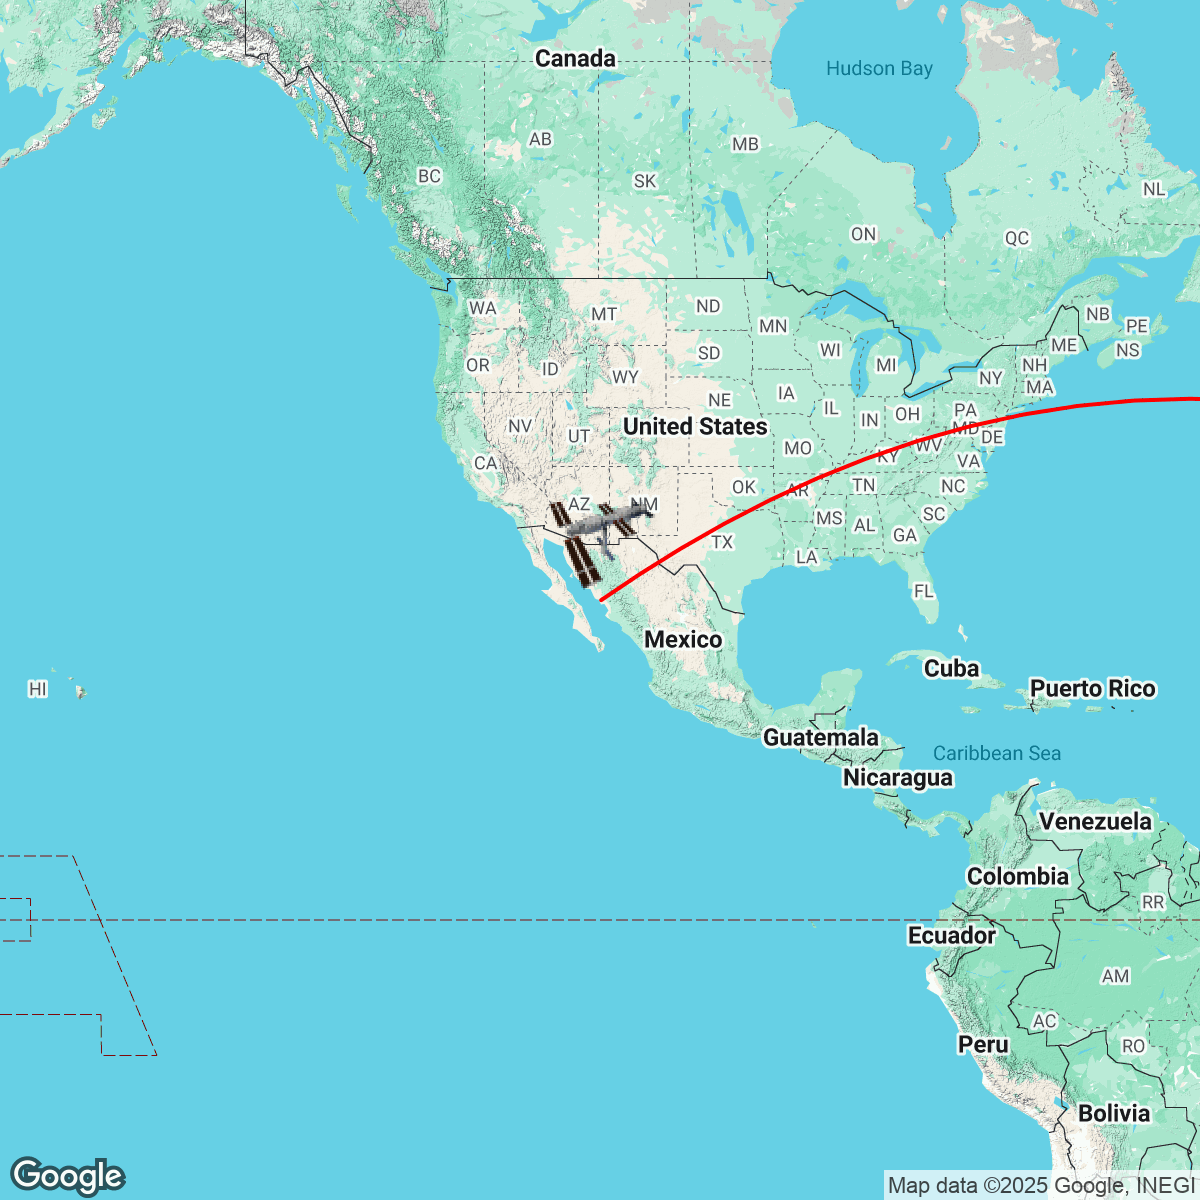 Canada
Hudson Bay
AB
MB
BC
SK
NL
ON
QC
WA
MT
ND
MN
NB
PE
ME
NS
OR
ID
SD
WI
MI
NH
WY
NY
MA
NE
IA
IL
IN
OH
PA
NV
UT
United States
MD
DE
CA
MO
KY
WV
VA
OK
AR
TN
NC
AZ
NM
MS
AL
SC
GA
TX
LA
FL
Mexico
Cuba
HI
Puerto Rico
Guatemala
Caribbean Sea
Nicaragua
Venezuela
Colombia
RR
Ecuador
AM
AC
Peru
RO
Bolivia
Google
Map data ©2025 Google, INEGI